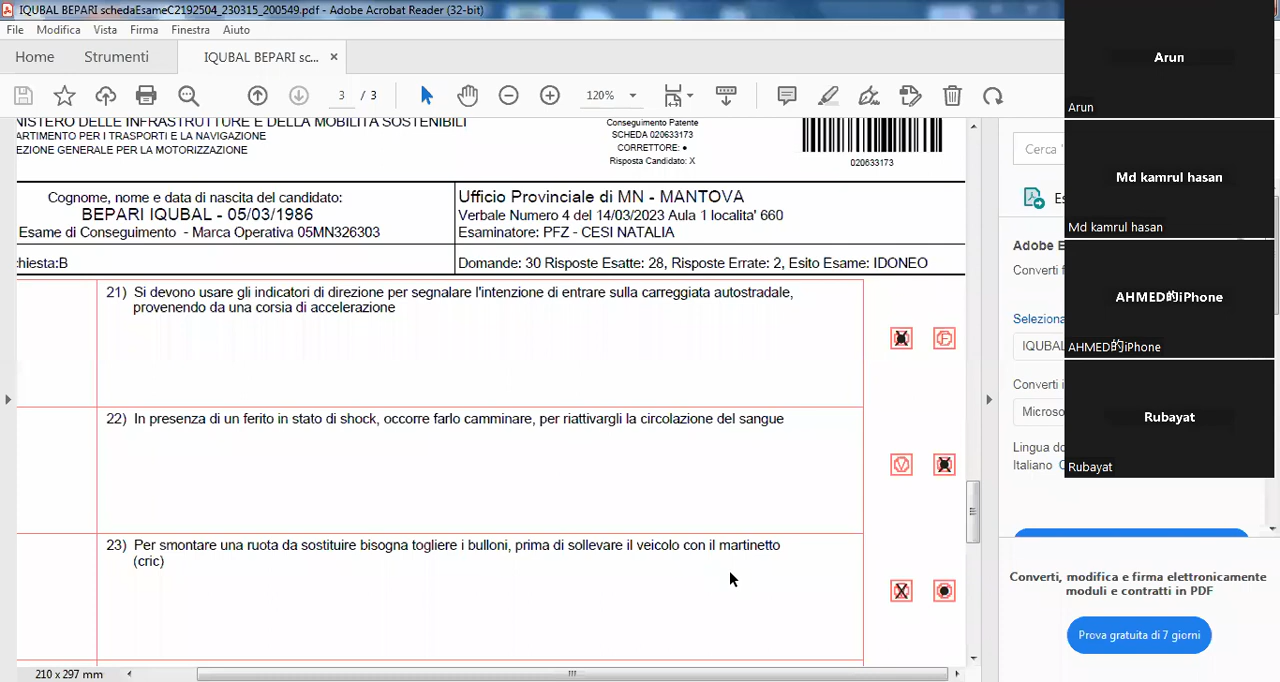 IQUBAL BEPARI schedaEsameC2192504_230315_200549.pdf - Adobe Acrobat Reader (32-bit)
File Modifica Vista Firma Finestra Aiuto
Home Strumenti IQUBAL BEPARI sc... ×
3 / 3 120%
NISTERO DELLE INFRASTRUTTURE E DELLA MOBILITÀ SOSTENIBILI
ARTIMENTO PER I TRASPORTI E LA NAVIGAZIONE
EZIONE GENERALE PER LA MOTORIZZAZIONE
Conseguimento Patente
SCHEDA 020633173
CORRETTORE: ●
Risposta Candidato: X
020633173
Cognome, nome e data di nascita del candidato:
BEPARI IQUBAL - 05/03/1986
Esame di Conseguimento - Marca Operativa 05MN326303
Ufficio Provinciale di MN - MANTOVA
Verbale Numero 4 del 14/03/2023 Aula 1 localita' 660
Esaminatore: PFZ - CESI NATALIA
hiesta:B
Domande: 30 Risposte Esatte: 28, Risposte Errate: 2, Esito Esame: IDONEO
21) Si devono usare gli indicatori di direzione per segnalare l'intenzione di entrare sulla carreggiata autostradale,
provenendo da una corsia di accelerazione
F
22) In presenza di un ferito in stato di shock, occorre farlo camminare, per riattivargli la circolazione del sangue
V
23) Per smontare una ruota da sostituire bisogna togliere i bulloni, prima di sollevare il veicolo con il martinetto
(cric)
X
210 x 297 mm
Cerca
Es
Adobe E
Converti f
Seleziona
IQUBAL
Converti i
Microso
Lingua do
Italiano
Converti, modifica e firma elettronicamente
moduli e contratti in PDF
Prova gratuita di 7 giorni
Arun
Arun
Md kamrul hasan
Md kamrul hasan
AHMED的iPhone
AHMED的iPhone
Rubayat
Rubayat